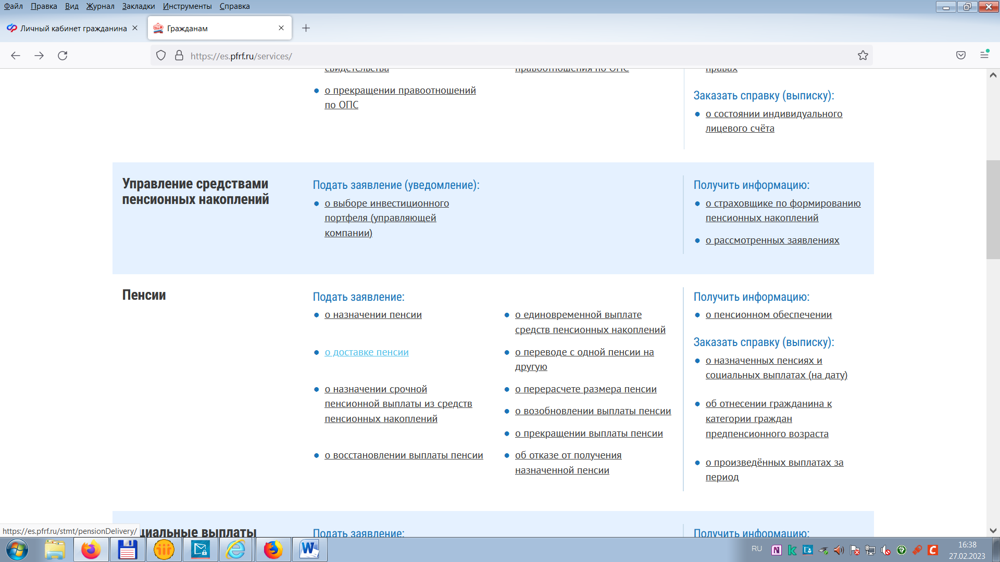 Файл Правка Вид Журнал Закладки Инструменты Справка
Личный кабинет гражданина
Гражданам
https://es.pfrf.ru/services/
свидетельства
о прекращении правоотношений
по ОПС
правоотношения по ОПС
правах
Заказать справку (выписку):
о состоянии индивидуального
лицевого счёта
Управление средствами
пенсионных накоплений
Подать заявление (уведомление):
о выборе инвестиционного
портфеля (управляющей
компании)
Получить информацию:
о страховщике по формированию
пенсионных накоплений
о рассмотренных заявлениях
Пенсии
Подать заявление:
о назначении пенсии
о доставке пенсии
о назначении срочной
пенсионной выплаты из средств
пенсионных накоплений
о восстановлении выплаты пенсии
о единовременной выплате
средств пенсионных накоплений
о переводе с одной пенсии на
другую
о перерасчете размера пенсии
о возобновлении выплаты пенсии
о прекращении выплаты пенсии
об отказе от получения
назначенной пенсии
Получить информацию:
о пенсионном обеспечении
Заказать справку (выписку):
о назначенных пенсиях и
социальных выплатах (на дату)
об отнесении гражданина к
категории граждан
предпенсионного возраста
о произведённых выплатах за
период
циальные выплаты
Подать заявление:
Получить информацию:
https://es.pfrf.ru/stmt/pensionDelivery/
RU
16:38
27.02.2023